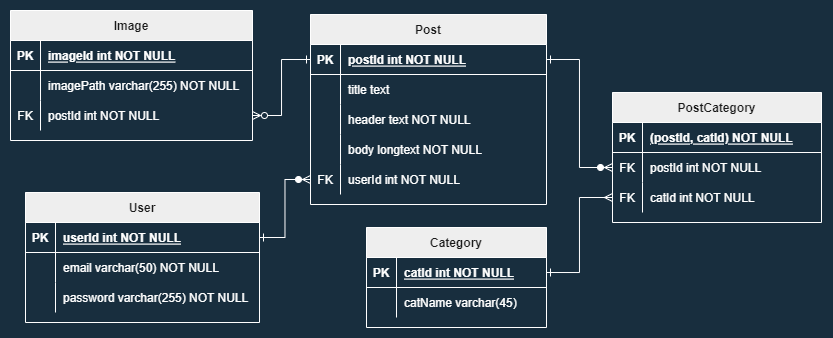 Image
PK imageId int NOT NULL
imagePath varchar(255) NOT NULL
FK postId int NOT NULL
Post
PK postId int NOT NULL
title text
header text NOT NULL
body longtext NOT NULL
FK userId int NOT NULL
PostCategory
PK (postId, catId) NOT NULL
FK postId int NOT NULL
FK catId int NOT NULL
User
PK userId int NOT NULL
email varchar(50) NOT NULL
password varchar(255) NOT NULL
Category
PK catId int NOT NULL
catName varchar(45)